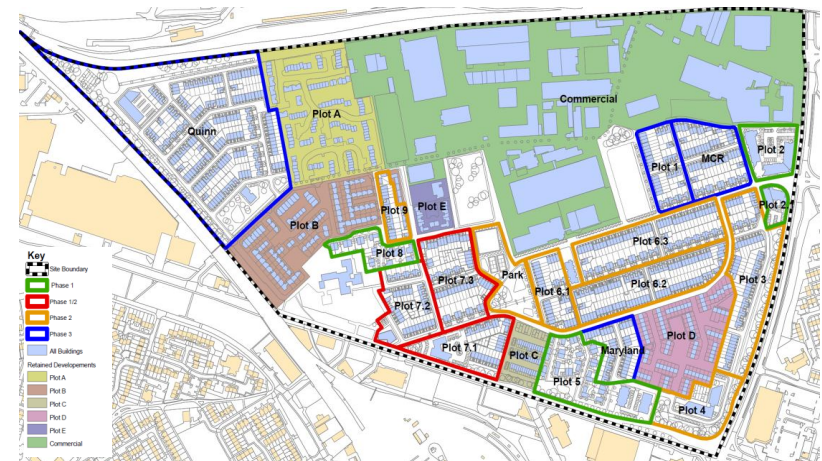 Plot A
Commercial
Quinn
Plot 1
MCR
Plot 2
Plot 9
Plot E
Plot 2.1
Plot B
Plot 8
Plot 6.3
Plot 7.3
Park
Plot 3
Plot 7.2
Plot 6.1
Plot 6.2
Plot D
Plot 7.1
Maryland
Plot C
Plot 5
Plot 4
Key
Site Boundary
Phase 1
Phase 1/2
Phase 2
Phase 3
All Buildings
Retained Developements
Plot A
Plot B
Plot C
Plot D
Plot E
Commercial